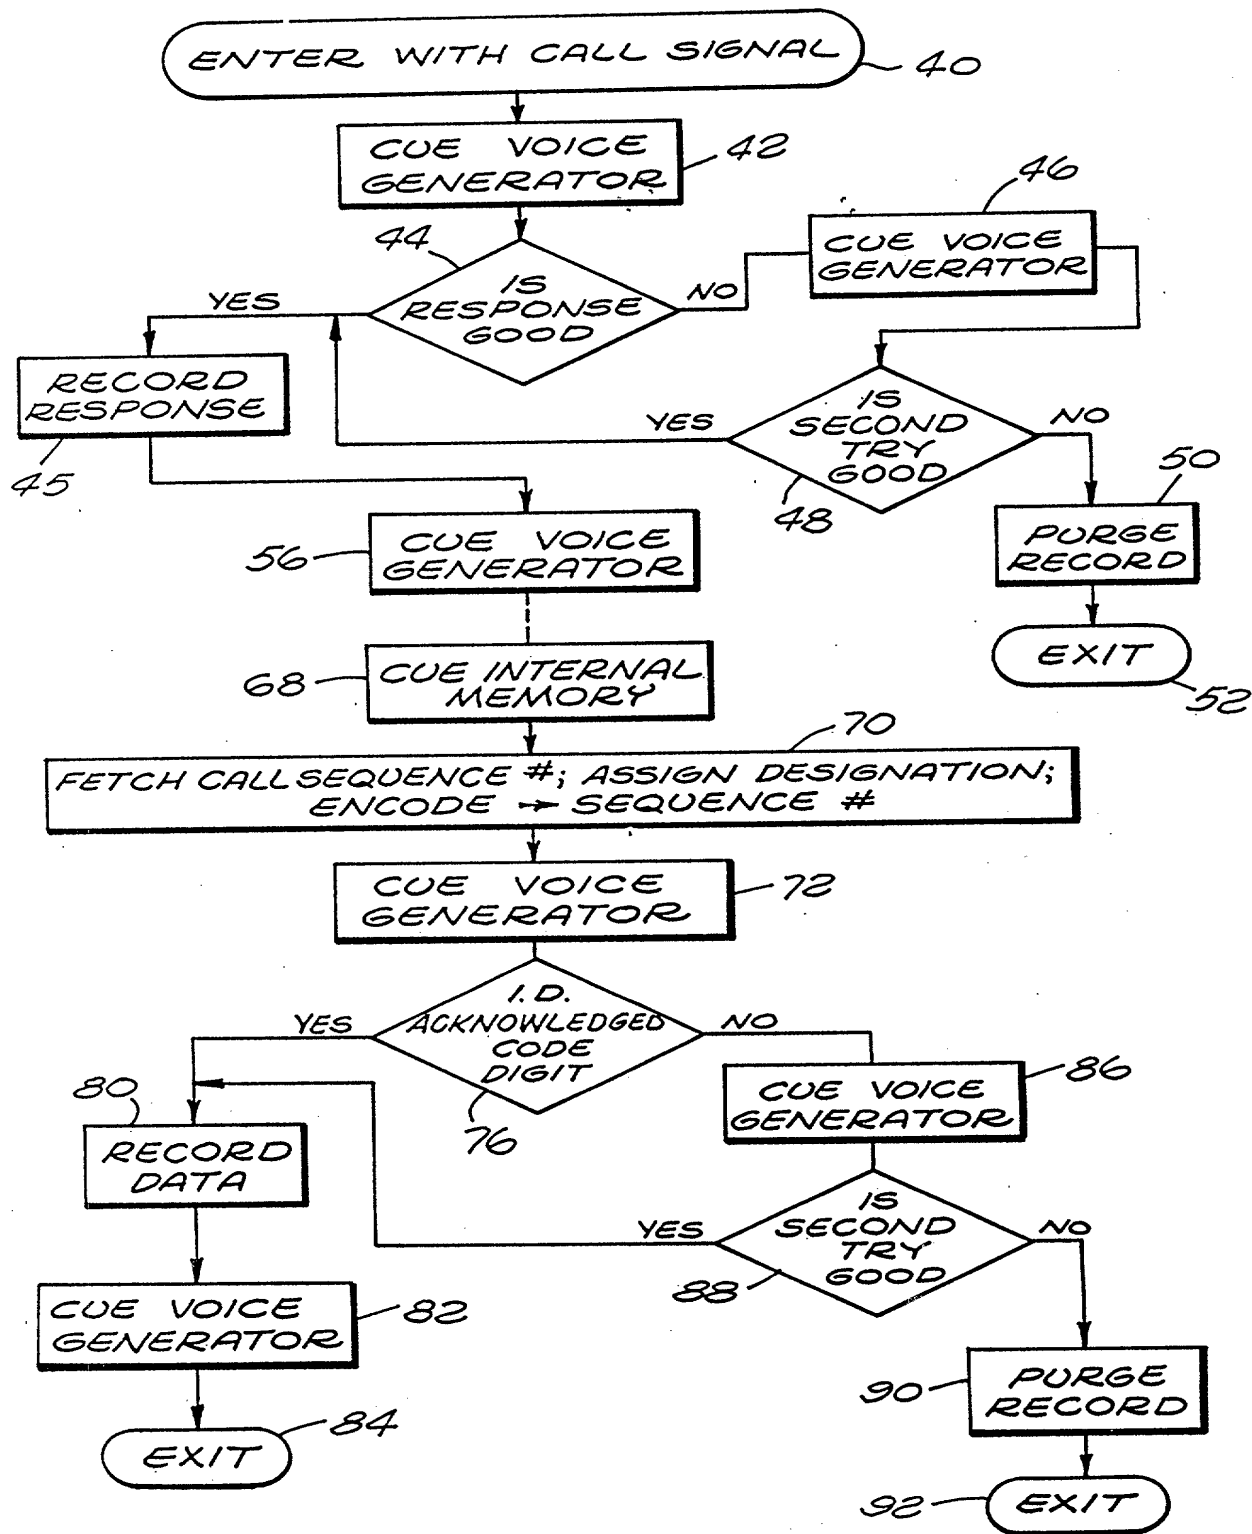 ENTER WITH CALL SIGNAL
40
CUE VOICE
GENERATOR
42
44
IS
RESPONSE
GOOD
YES
NO
46
CUE VOICE
GENERATOR
RECORD
RESPONSE
45
IS
SECOND
TRY
GOOD
48
YES
NO
50
PURGE
RECORD
EXIT
52
56
CUE VOICE
GENERATOR
68
CUE INTERNAL
MEMORY
70
FETCH CALL SEQUENCE #; ASSIGN DESIGNATION;
ENCODE → SEQUENCE #
CUE VOICE
GENERATOR
72
I.D.
ACKNOWLEDGED
CODE
DIGIT
76
YES
NO
80
RECORD
DATA
CUE VOICE
GENERATOR
86
IS
SECOND
TRY
GOOD
88
YES
NO
CUE VOICE
GENERATOR
82
EXIT
84
90
PURGE
RECORD
92
EXIT